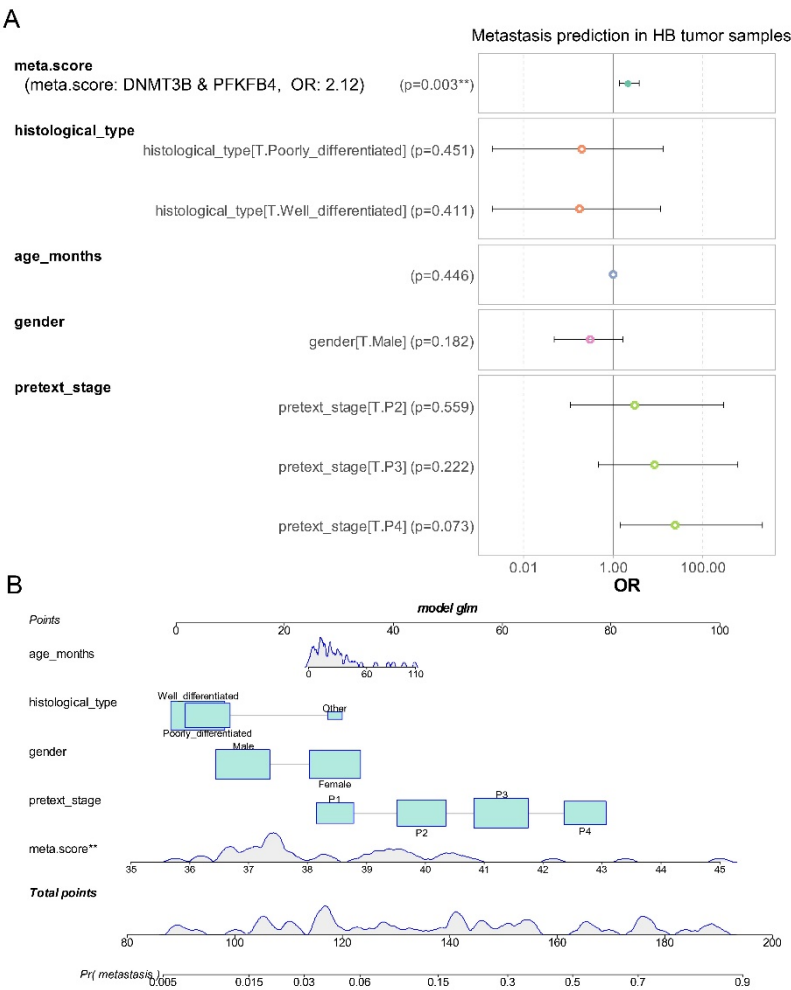 A
Metastasis prediction in HB tumor samples
meta.score
(meta.score: DNMT3B & PFKFB4, OR: 2.12) (p=0.003**)
histological_type
histological_type[T.Poorly_differentiated] (p=0.451)
histological_type[T.Well_differentiated] (p=0.411)
age_months
(p=0.446)
gender
gender[T.Male] (p=0.182)
pretext_stage
pretext_stage[T.P2] (p=0.559)
pretext_stage[T.P3] (p=0.222)
pretext_stage[T.P4] (p=0.073)
0.01 1.00 100.00
OR
B
model glm
Points
0 20 40 60 80 100
age_months
0 60 110
histological_type
Well_differentiated
Other
Poorly_differentiated
gender
Male
Female
pretext_stage
P1 P3
P2 P4
meta.score**
35 36 37 38 39 40 41 42 43 44 45
Total points
80 100 120 140 160 180 200
Pr( metastasis )
0.005 0.015 0.03 0.06 0.15 0.3 0.5 0.7 0.9